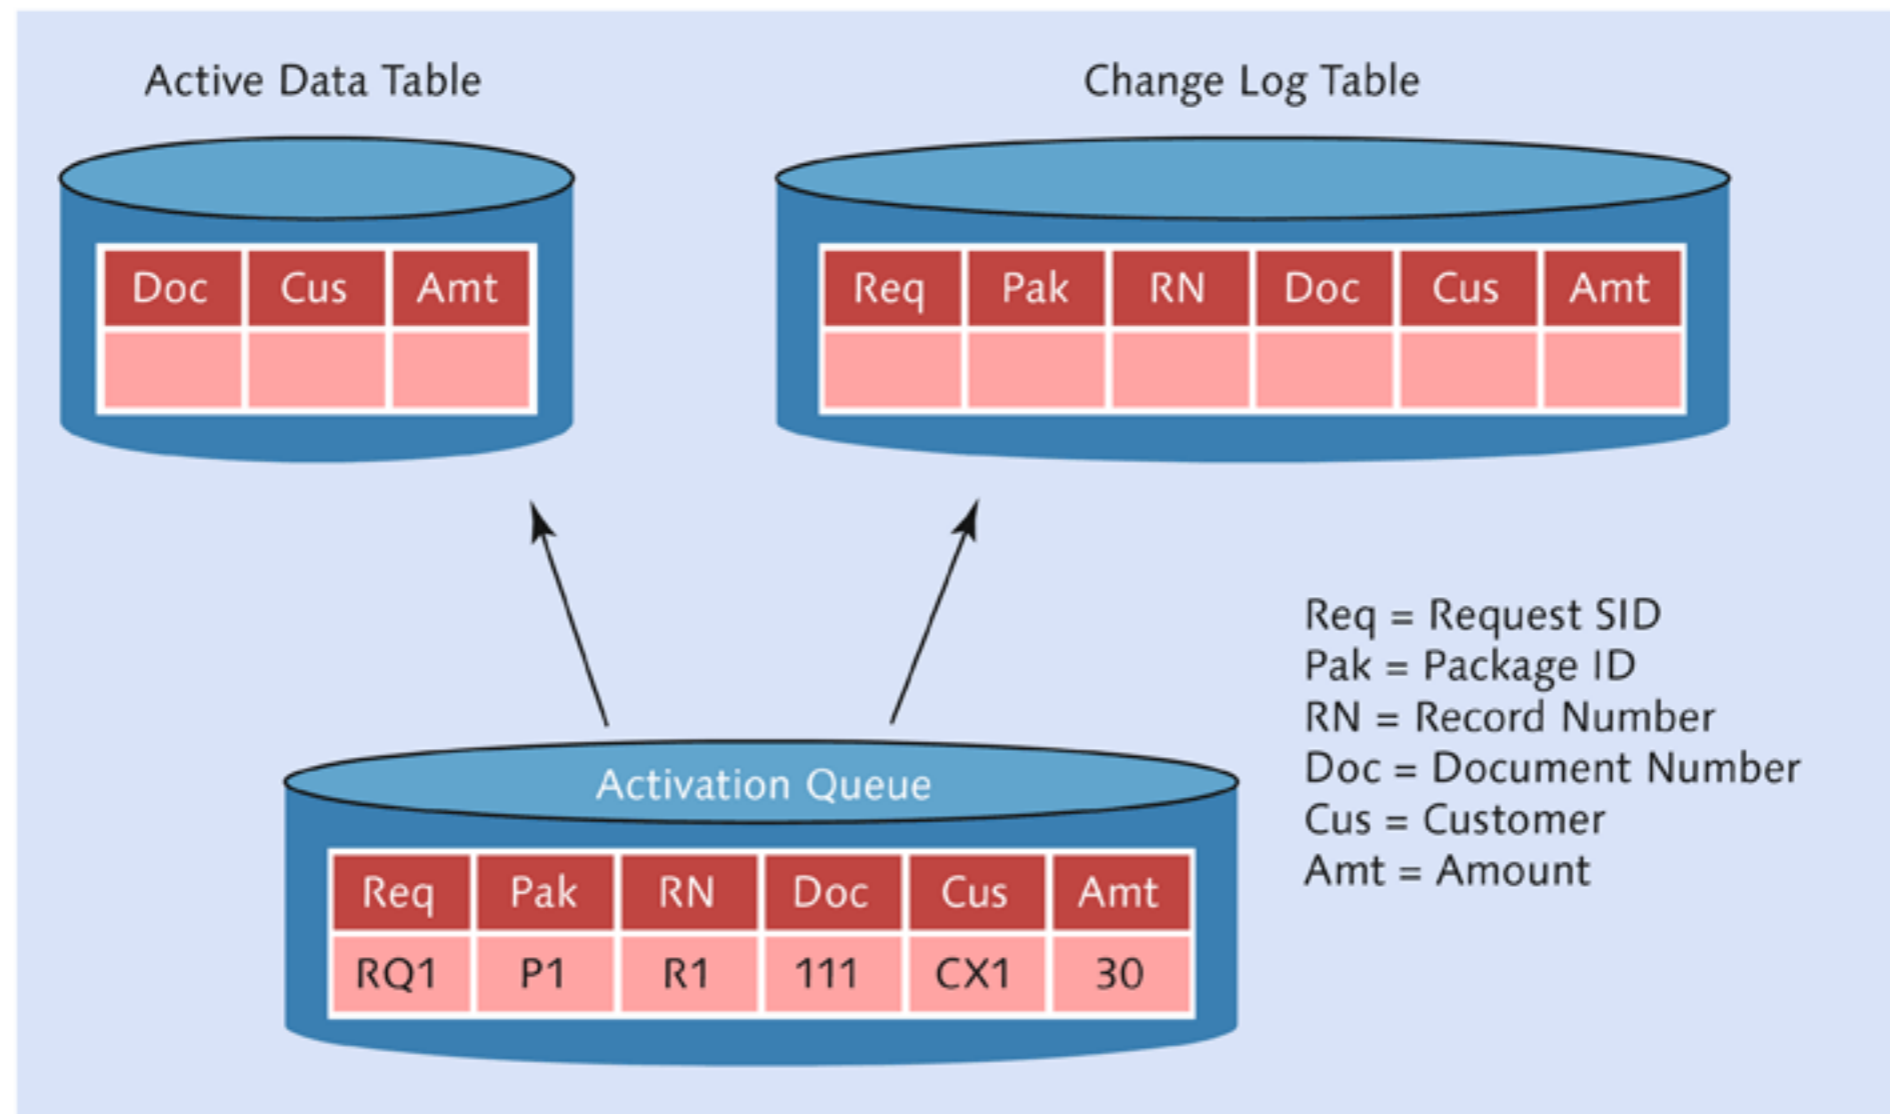 Active Data Table
Change Log Table
Doc Cus Amt
Req Pak RN Doc Cus Amt
Req = Request SID
Pak = Package ID
RN = Record Number
Doc = Document Number
Cus = Customer
Amt = Amount
Activation Queue
Req Pak RN Doc Cus Amt
RQ1 P1 R1 111 CX1 30